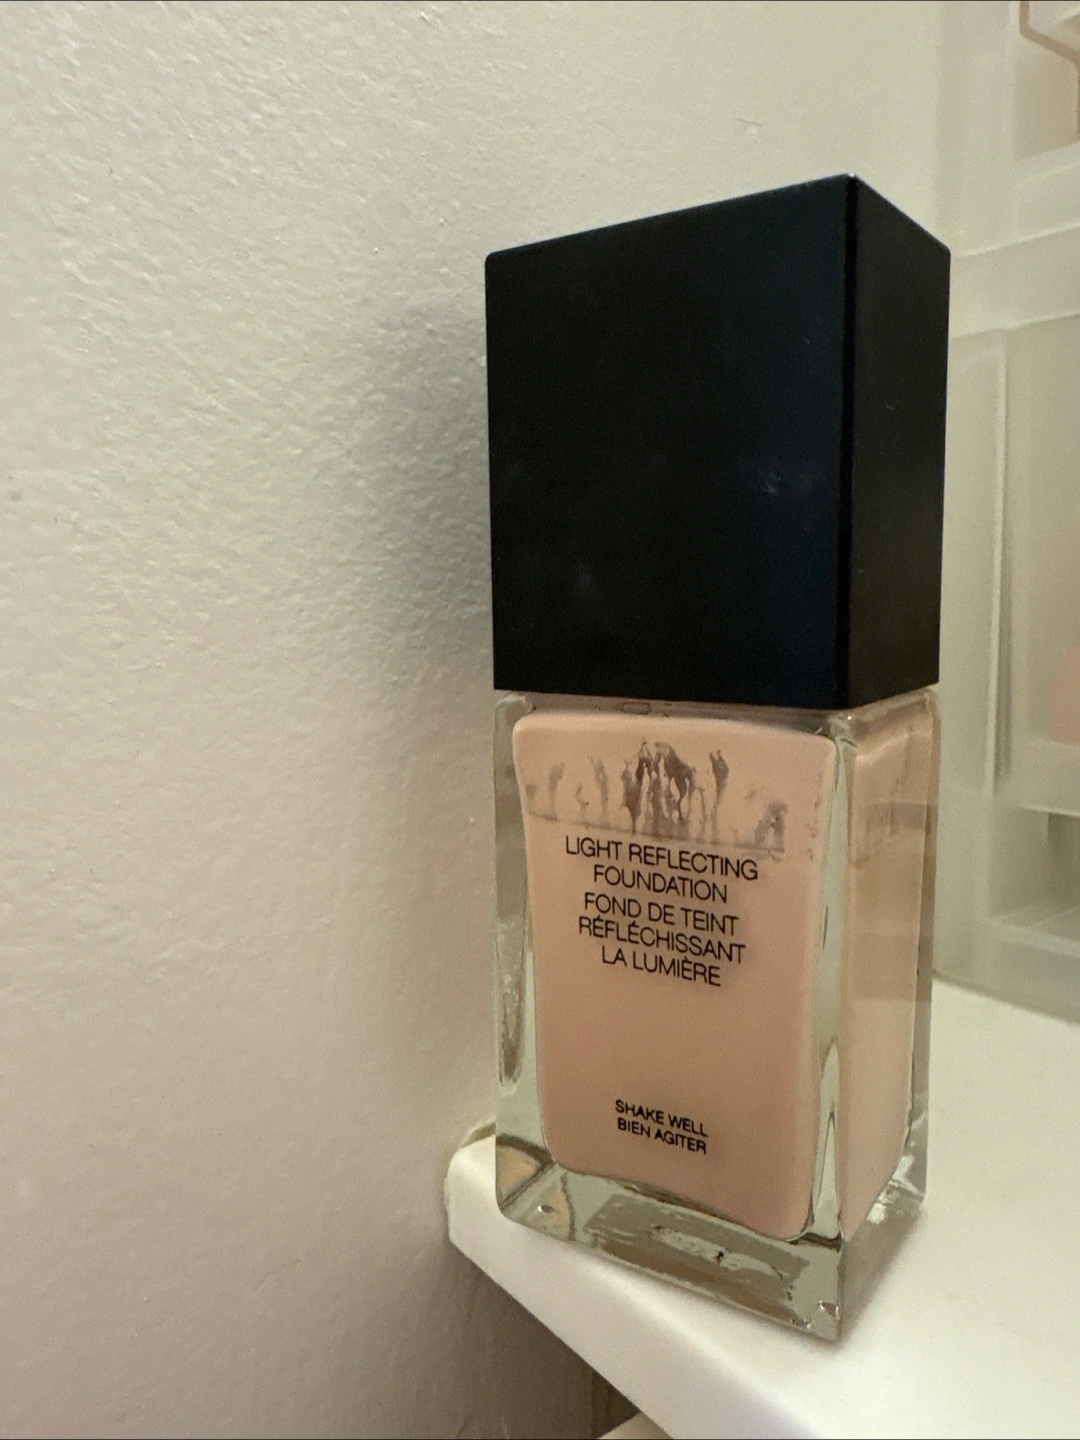 LIGHT REFLECTING
FOUNDATION
FOND DE TEINT
RÉFLÉCHISSANT
LA LUMIÈRE
SHAKE WELL
BIEN AGITER